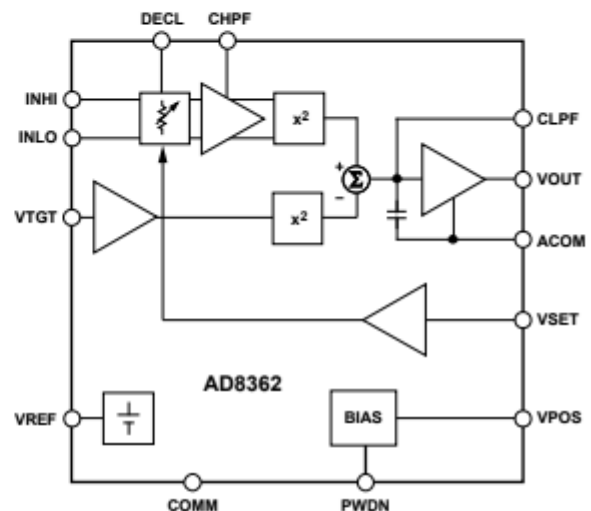 DECL CHPF
INHI
x²
CLPF
INLO
+
Σ
VOUT
−
VTGT
x²
ACOM
VSET
AD8362
VREF
BIAS
VPOS
COMM
PWDN